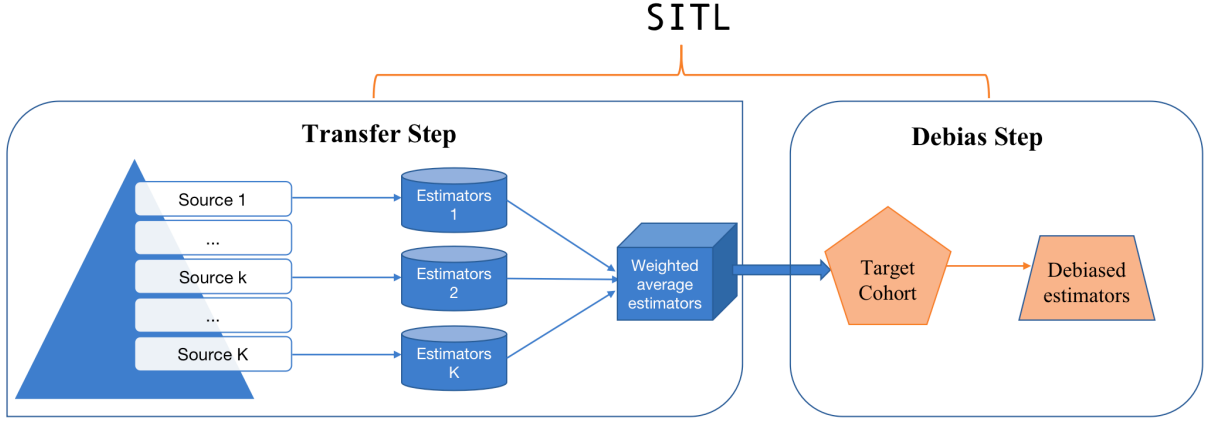 SITL
Transfer Step
Debias Step
Source 1
...
Source k
...
Source K
Estimators
1
Estimators
2
Estimators
K
Weighted
average
estimators
Target
Cohort
Debiased
estimators